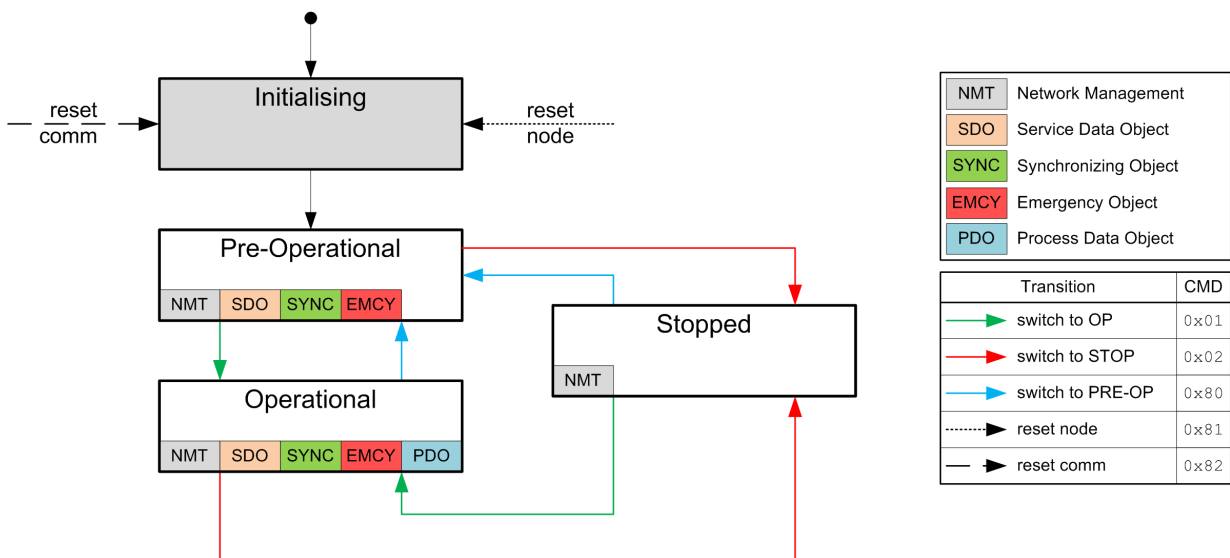 Initialising
reset
comm
reset
node
Pre-Operational
NMT SDO SYNC EMCY
Stopped
NMT
Operational
NMT SDO SYNC EMCY PDO
NMT Network Management
SDO Service Data Object
SYNC Synchronizing Object
EMCY Emergency Object
PDO Process Data Object
Transition CMD
switch to OP 0x01
switch to STOP 0x02
switch to PRE-OP 0x80
reset node 0x81
reset comm 0x82